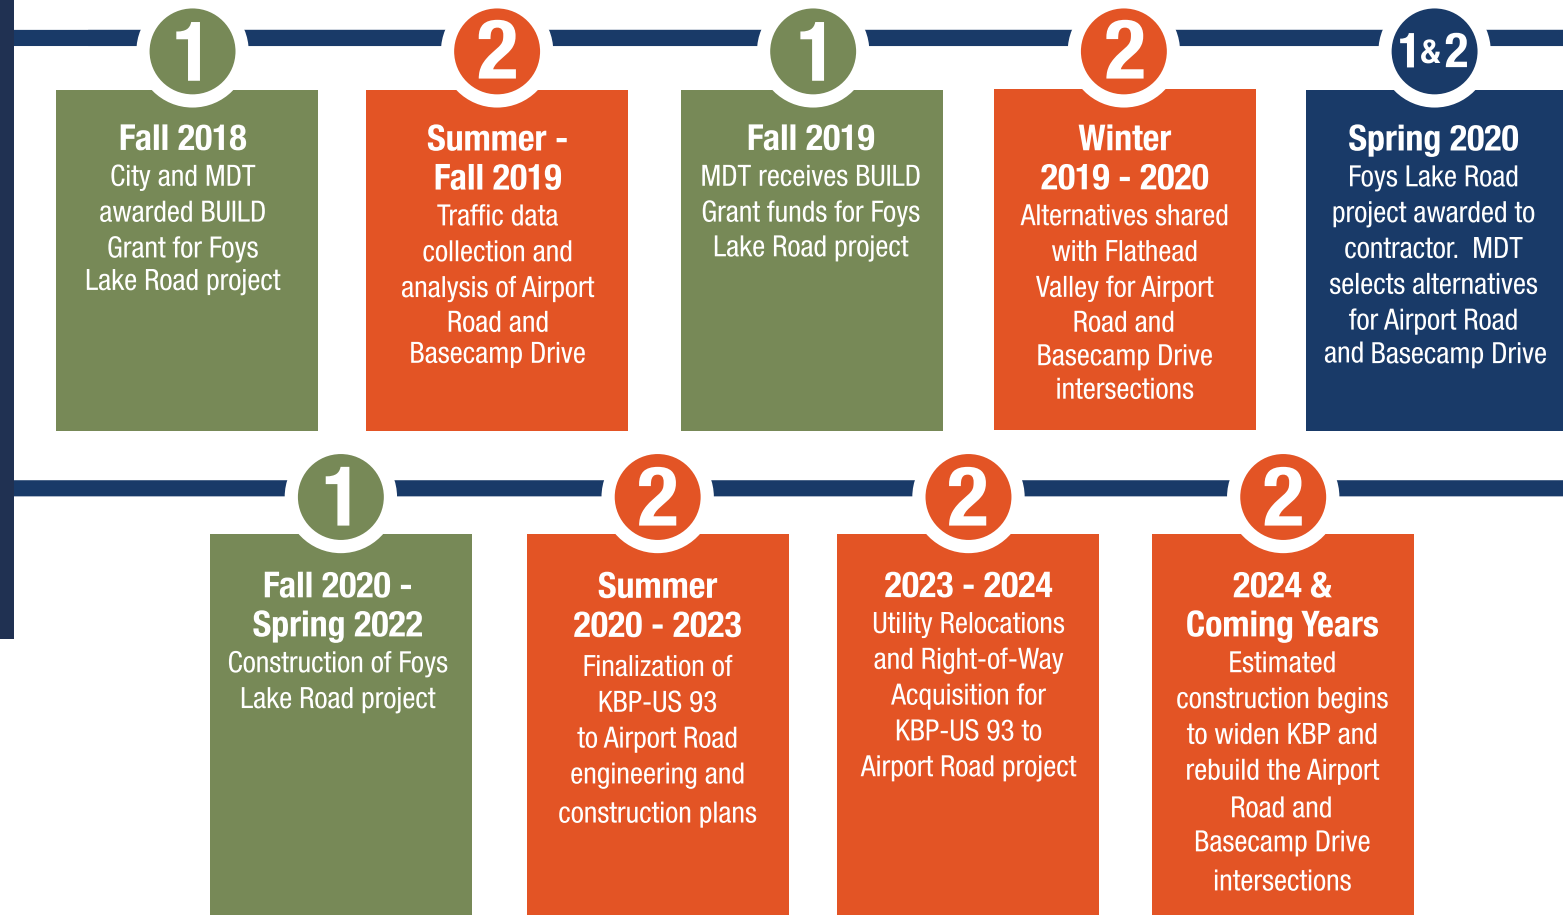 1
Fall 2018
City and MDT
awarded BUILD
Grant for Foys
Lake Road project
2
Summer -
Fall 2019
Traffic data
collection and
analysis of Airport
Road and
Basecamp Drive
1
Fall 2019
MDT receives BUILD
Grant funds for Foys
Lake Road project
2
Winter
2019 - 2020
Alternatives shared
with Flathead
Valley for Airport
Road and
Basecamp Drive
intersections
1 & 2
Spring 2020
Foys Lake Road
project awarded to
contractor.  MDT
selects alternatives
for Airport Road
and Basecamp Drive
1
Fall 2020 -
Spring 2022
Construction of Foys
Lake Road project
2
Summer
2020 - 2023
Finalization of
KBP-US 93
to Airport Road
engineering and
construction plans
2
2023 - 2024
Utility Relocations
and Right-of-Way
Acquisition for
KBP-US 93 to
Airport Road project
2
2024 &
Coming Years
Estimated
construction begins
to widen KBP and
rebuild the Airport
Road and
Basecamp Drive
intersections